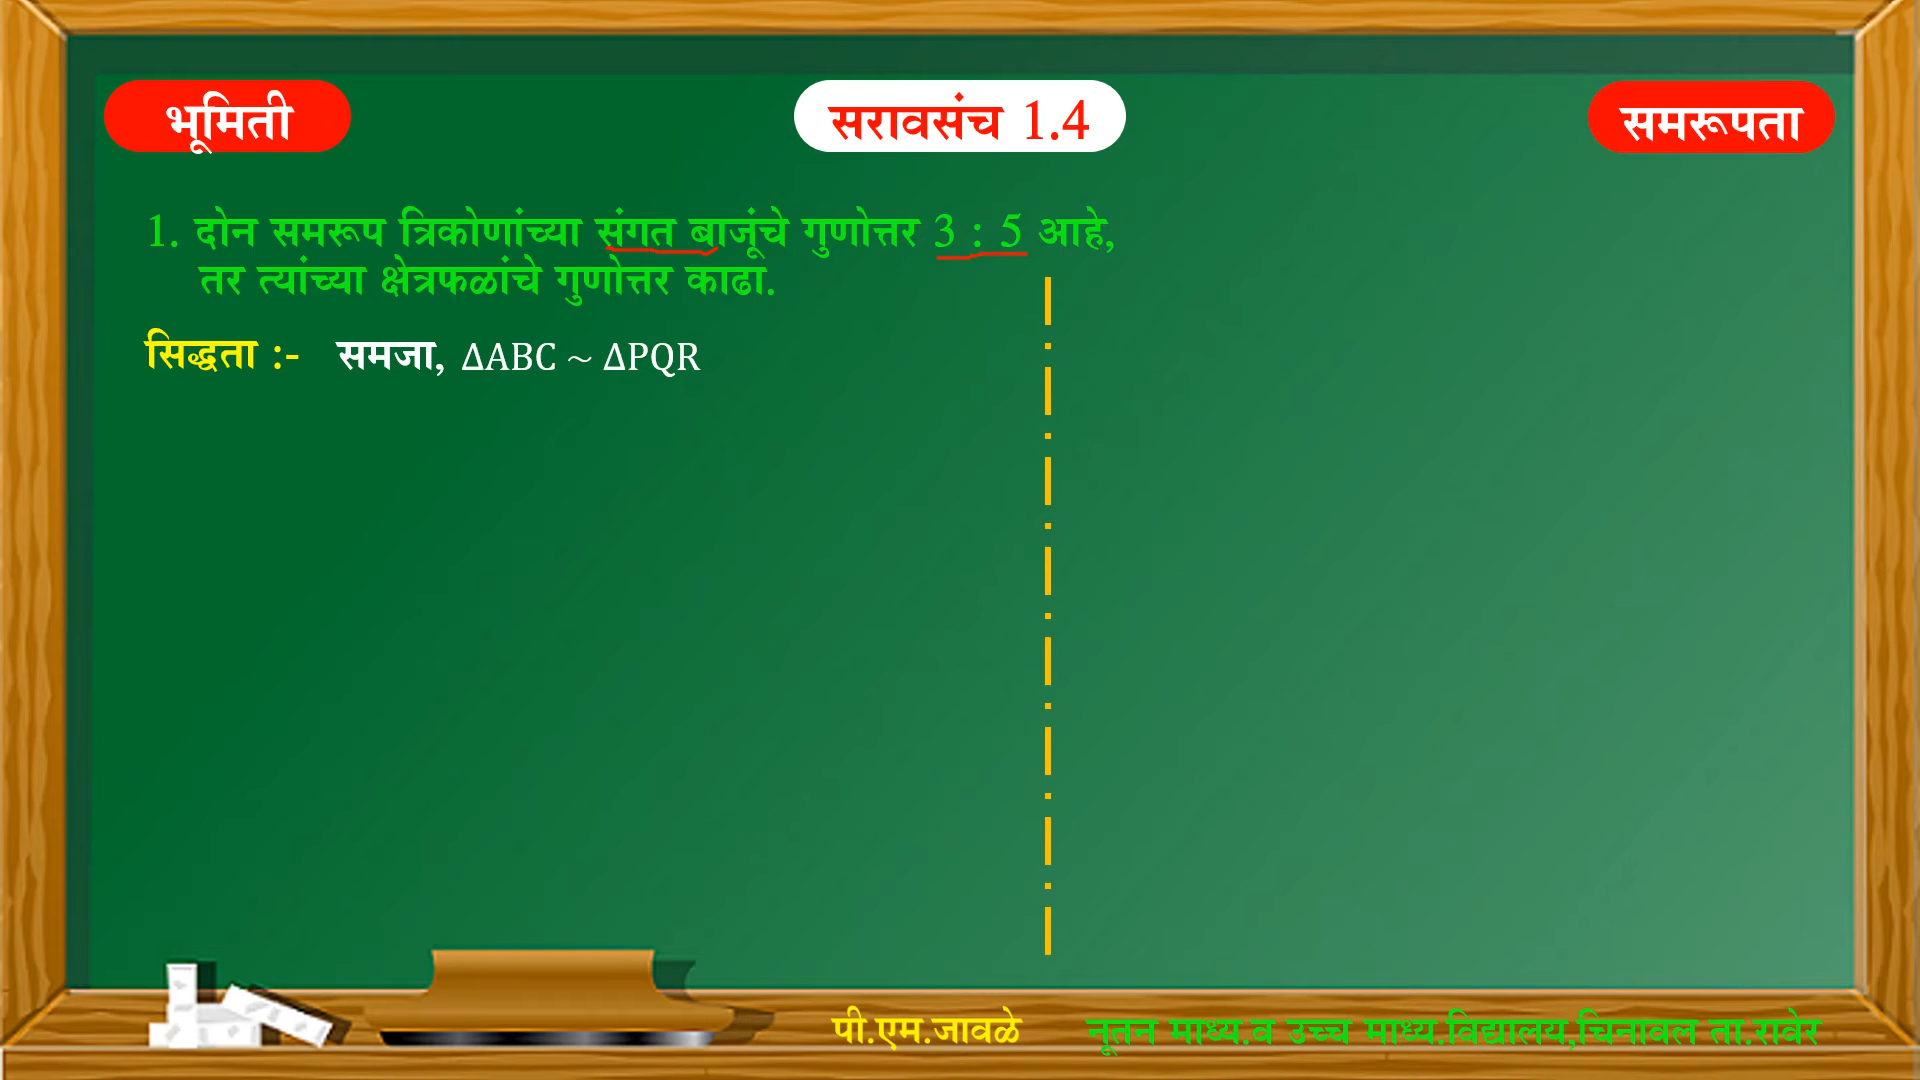 भूमिती
सरावसंच 1.4
समरूपता
1. दोन समरूप त्रिकोणांच्या संगत बाजूंचे गुणोत्तर 3 : 5 आहे,
तर त्यांच्या क्षेत्रफळांचे गुणोत्तर काढा.
सिद्धता :- समजा, ΔABC ~ ΔPQR
पी.एम.जावळे
नूतन माध्य.व उच्च माध्य.विद्यालय,चिनावल ता.रावेर